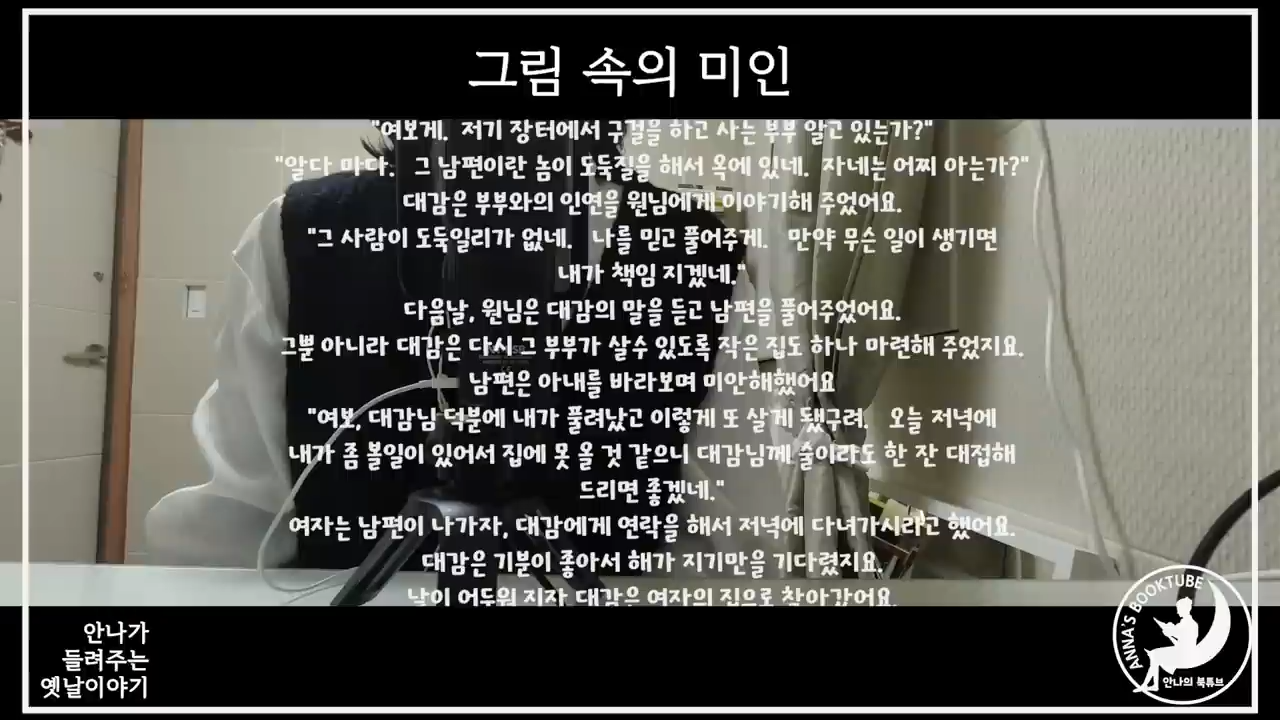 그림 속의 미인
"여보게. 저기 장터에서 구걸을 하고 사는 부부 알고 있는가?"
"알다 마다. 그 남편이란 놈이 도둑질을 해서 옥에 있네. 자네는 어찌 아는가?"
대감은 부부와의 인연을 원님에게 이야기해 주었어요.
"그 사람이 도둑일리가 없네. 나를 믿고 풀어주게. 만약 무슨 일이 생기면
내가 책임 지겠네."
다음날, 원님은 대감의 말을 듣고 남편을 풀어주었어요.
그뿐 아니라 대감은 다시 그 부부가 살수 있도록 작은 집도 하나 마련해 주었지요.
남편은 아내를 바라보며 미안해했어요
"여보, 대감님 덕분에 내가 풀려났고 이렇게 또 살게 됐구려. 오늘 저녁에
내가 좀 볼일이 있어서 집에 못 올 것 같으니 대감님께 술이라도 한 잔 대접해
드리면 좋겠네."
여자는 남편이 나가자, 대감에게 연락을 해서 저녁에 다녀가시라고 했어요.
대감은 기분이 좋아서 해가 지기만을 기다렸지요.
날이 어두워 지자 대감은 여자의 집으로 찾아갔어요.
안나가
들려주는
옛날이야기
ANNA'S BOOKTUBE
안나의 북튜브